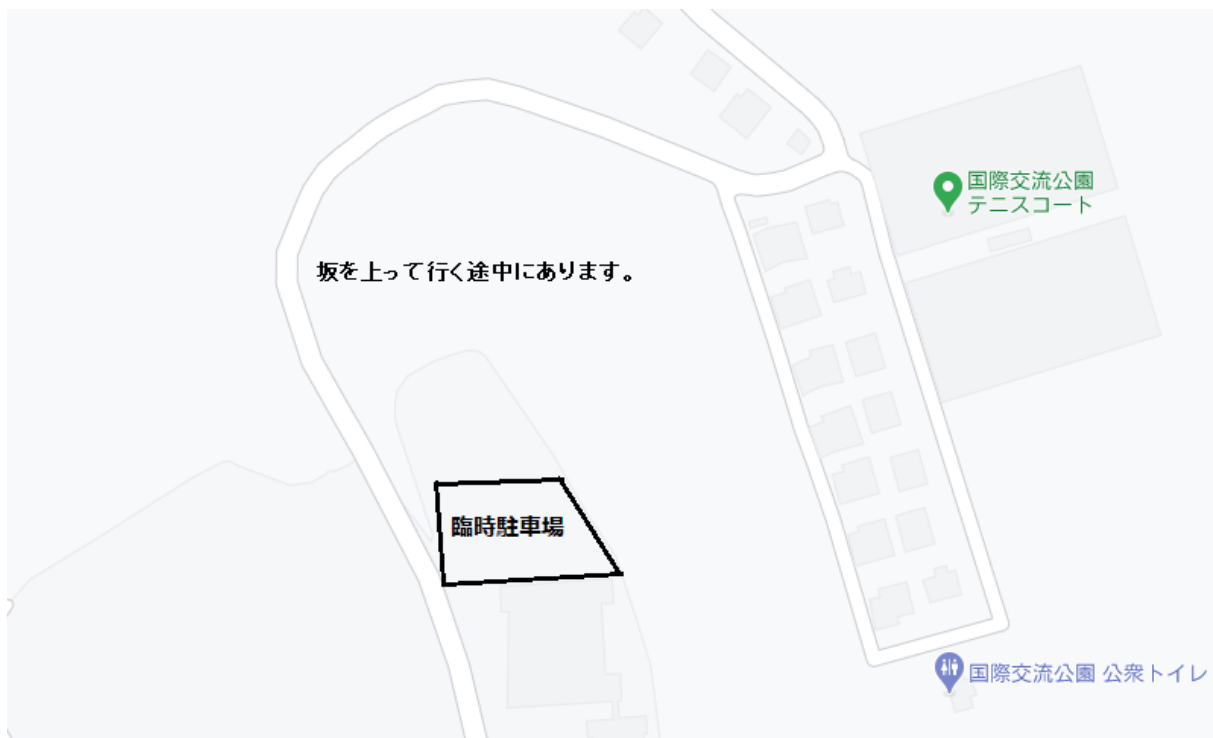 国際交流公園
テニスコート
坂を上って行く途中にあります。
臨時駐車場
国際交流公園 公衆トイレ